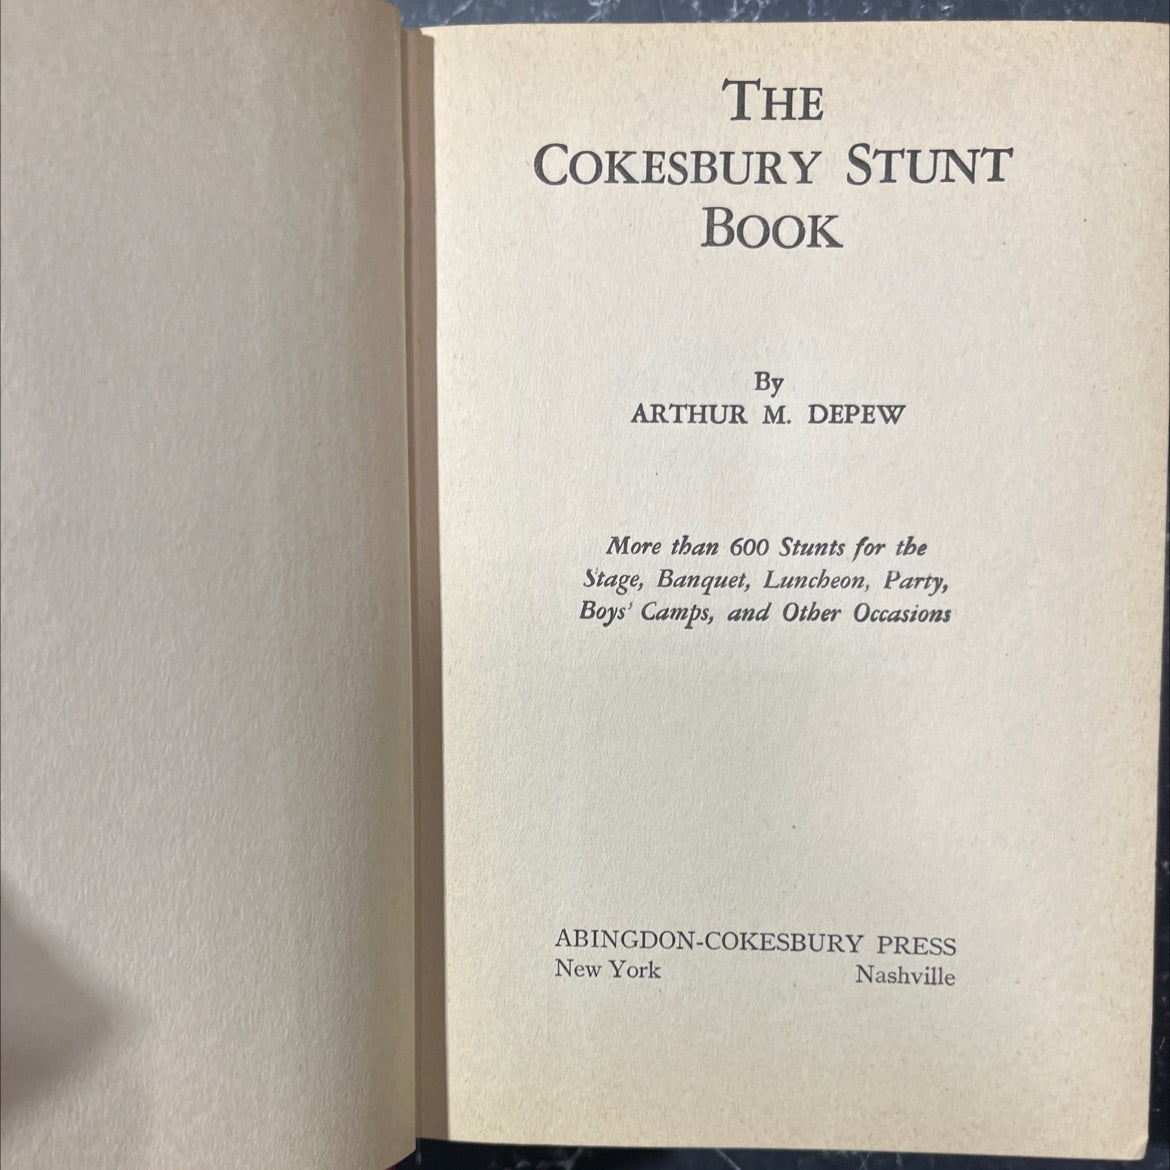 THE
COKESBURY STUNT
BOOK
By
ARTHUR M. DEPEW
More than 600 Stunts for the
Stage, Banquet, Luncheon, Party,
Boys' Camps, and Other Occasions
ABINGDON-COKESBURY PRESS
New York Nashville